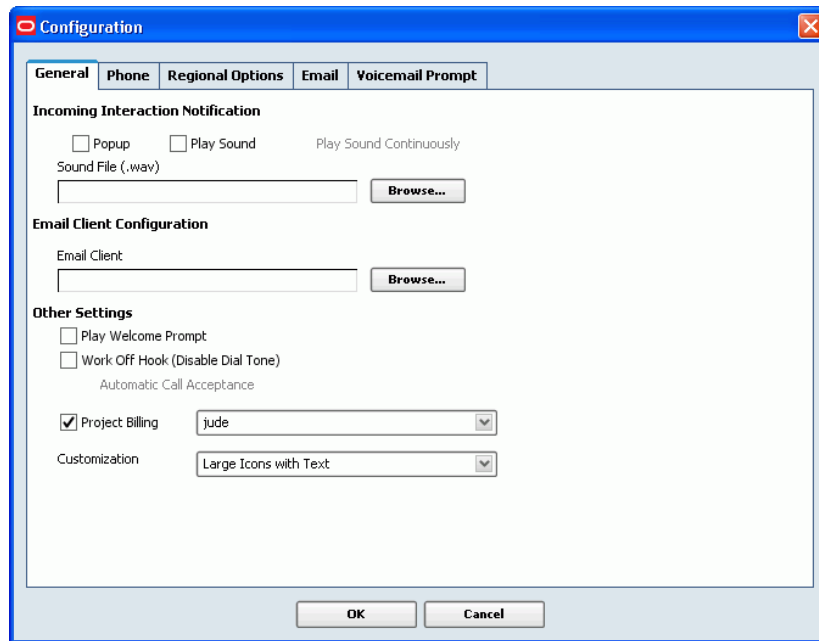 Configuration
General Phone Regional Options Email Voicemail Prompt
Incoming Interaction Notification
Popup Play Sound Play Sound Continuously
Sound File (.wav)
Browse...
Email Client Configuration
Email Client
Browse...
Other Settings
Play Welcome Prompt
Work Off Hook (Disable Dial Tone)
Automatic Call Acceptance
Project Billing jude
Customization Large Icons with Text
OK Cancel